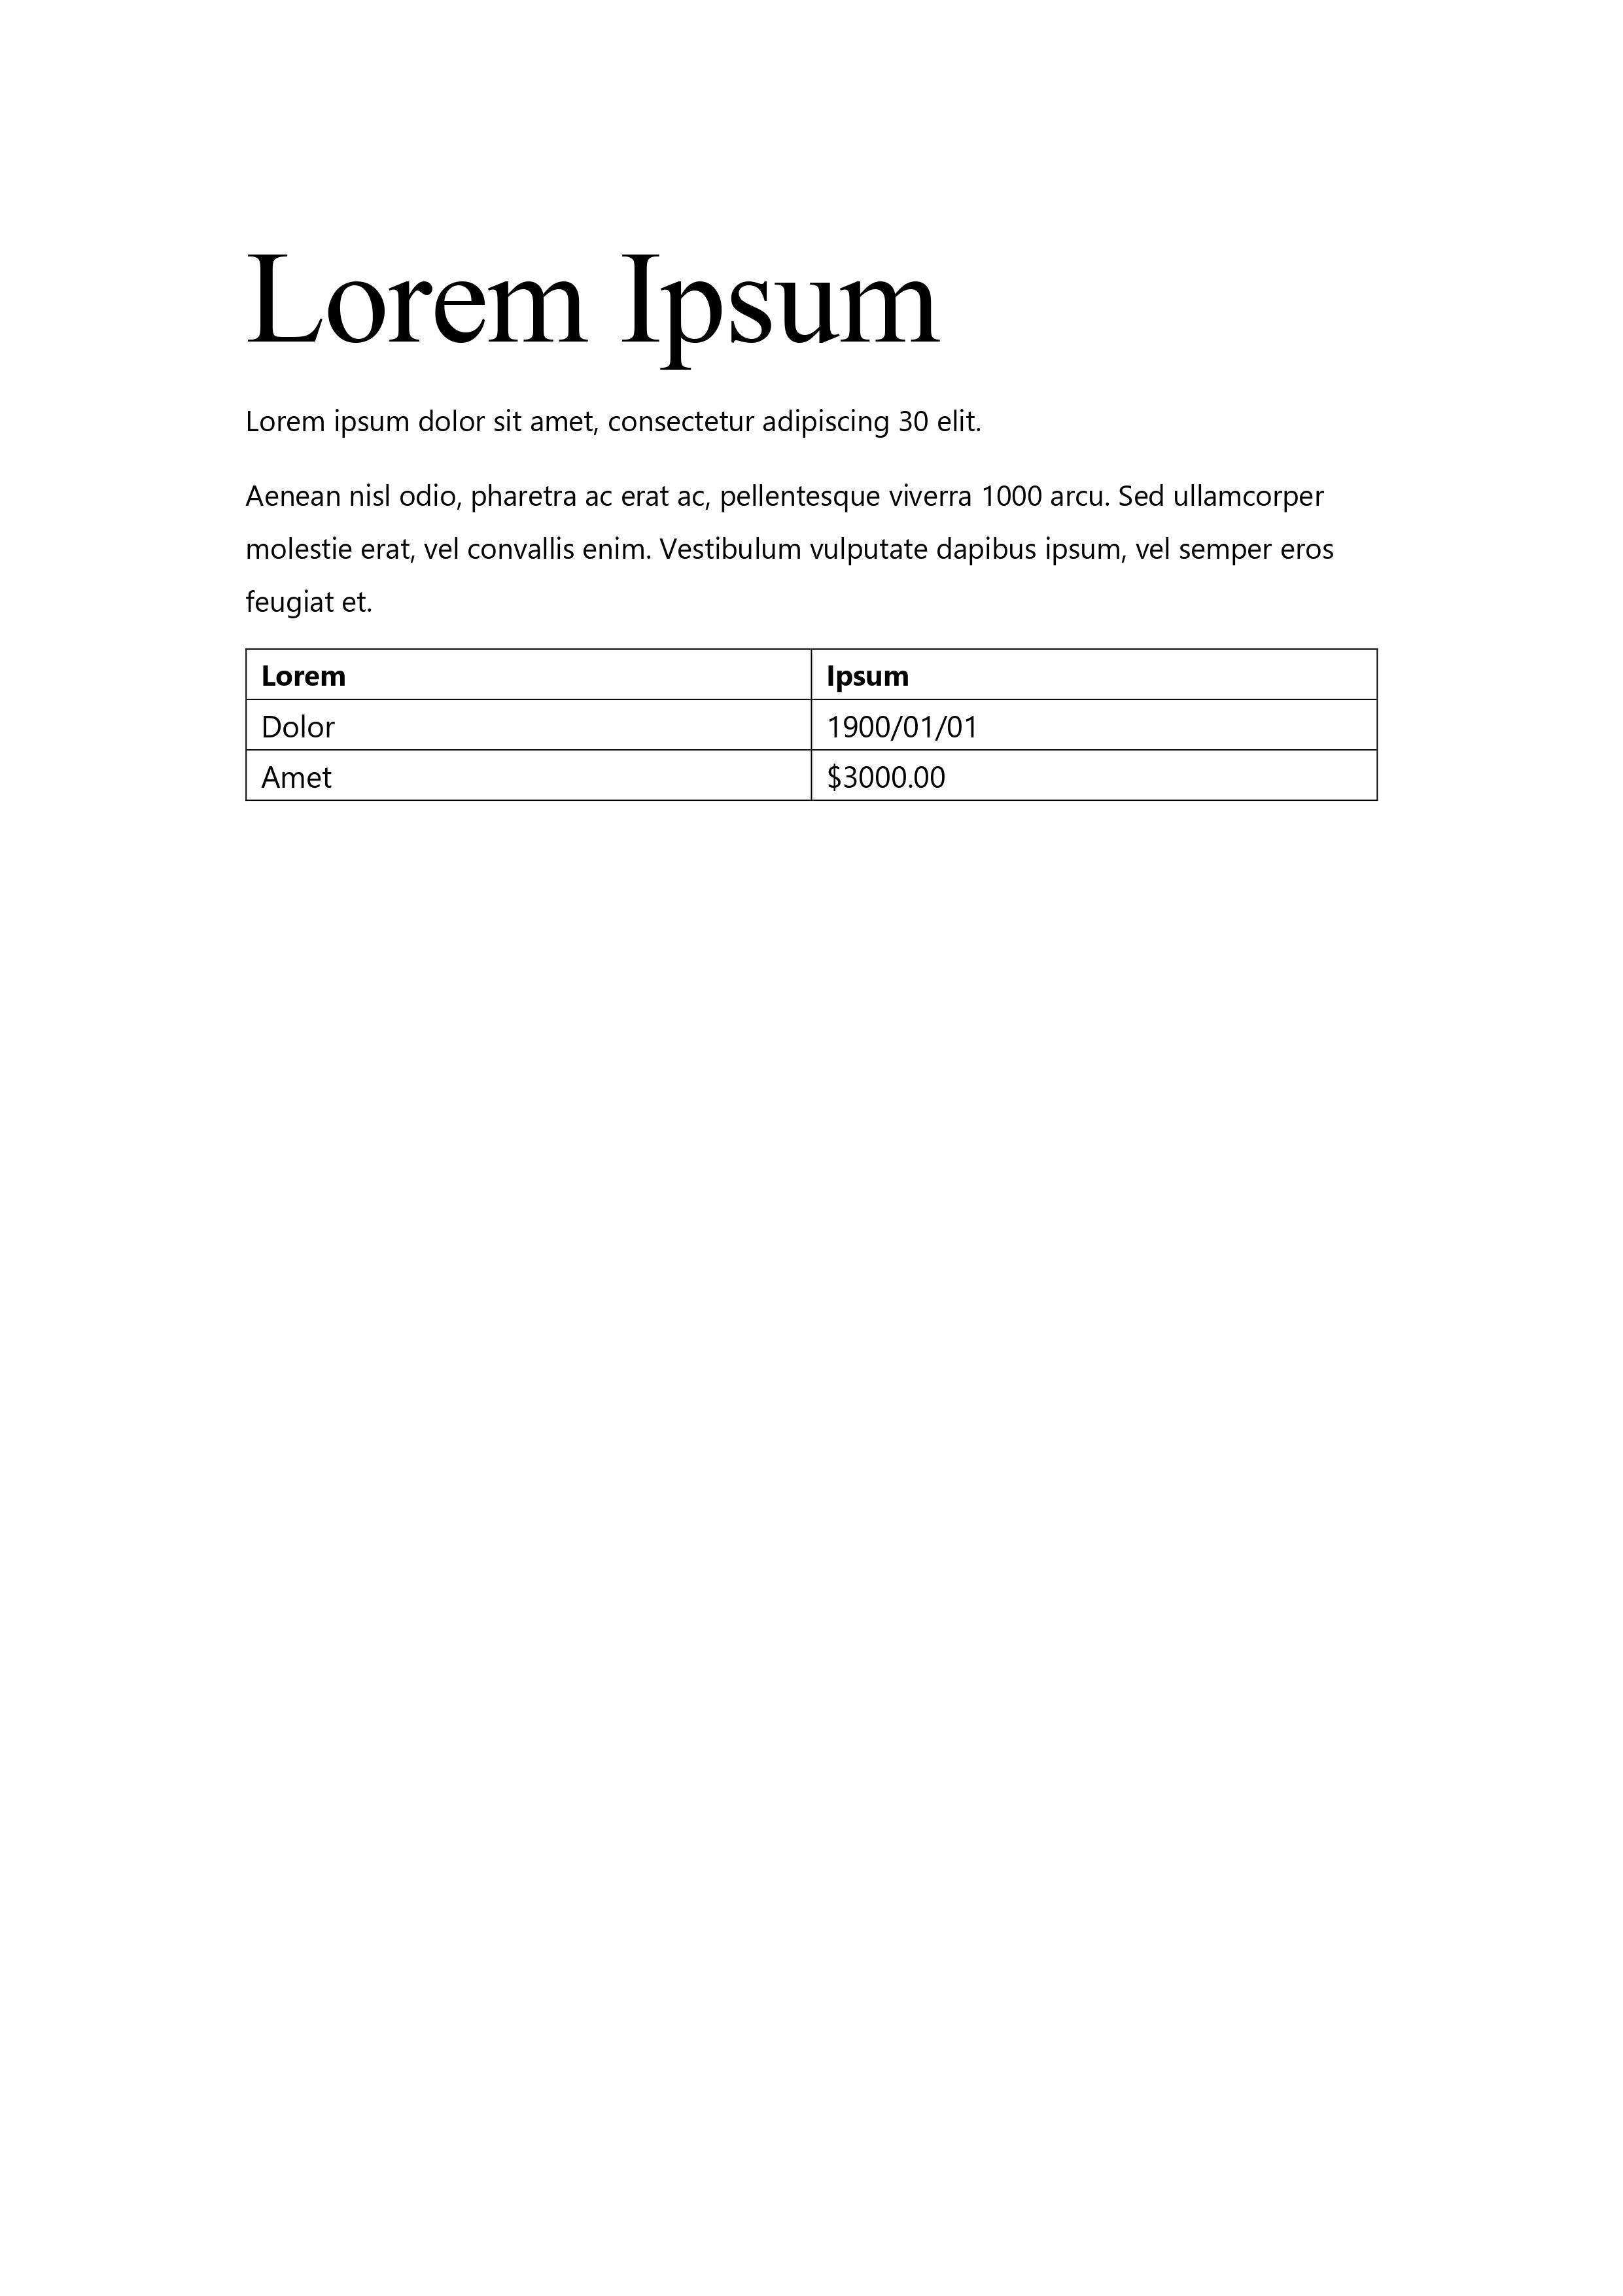 Lorem Ipsum
Lorem ipsum dolor sit amet, consectetur adipiscing 30 elit.
Aenean nisl odio, pharetra ac erat ac, pellentesque viverra 1000 arcu. Sed ullamcorper
molestie erat, vel convallis enim. Vestibulum vulputate dapibus ipsum, vel semper eros
feugiat et.
Lorem Ipsum
Dolor 1900/01/01
Amet $3000.00